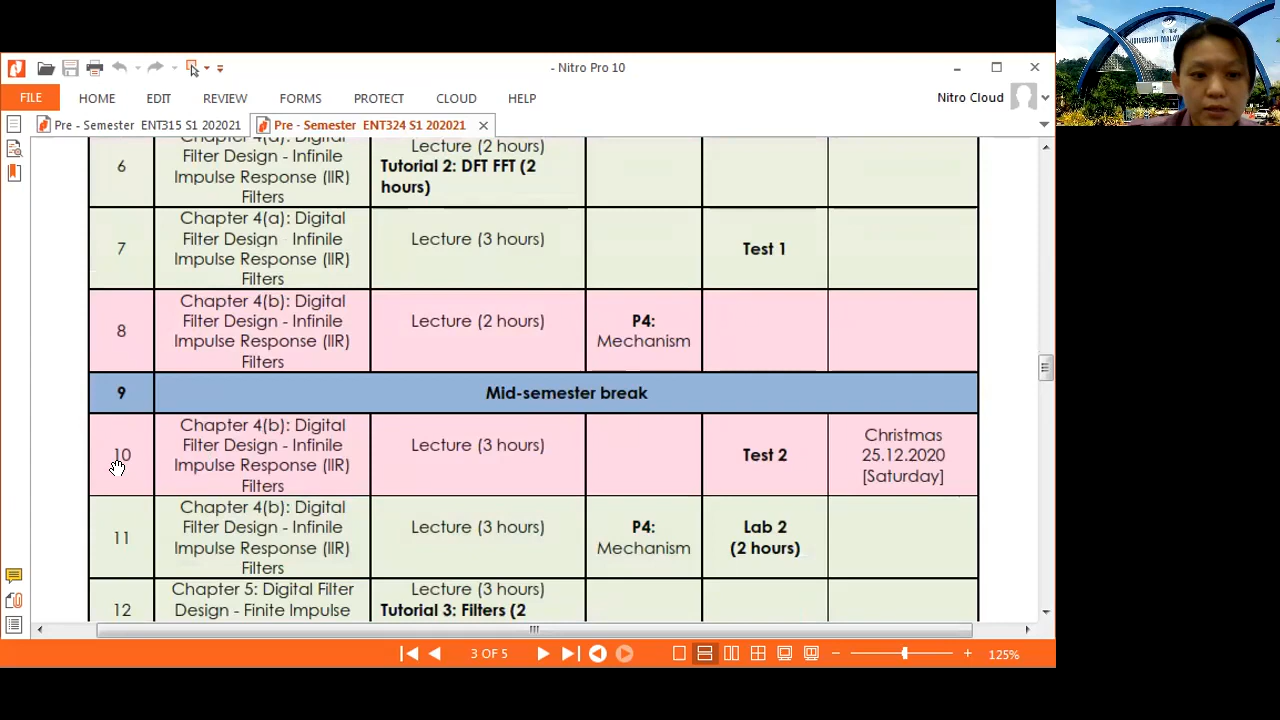 UNIVERSITI MALAY
- Nitro Pro 10
FILE
HOME
EDIT
REVIEW
FORMS
PROTECT
CLOUD
HELP
Nitro Cloud
Pre - Semester ENT315 S1 202021
Pre - Semester ENT324 S1 202021
6
Chapter 4(a): Digital
Filter Design - Infinile
Impulse Response (IIR)
Filters
Lecture (2 hours)
Tutorial 2: DFT FFT (2
hours)
7
Chapter 4(a): Digital
Filter Design - Infinile
Impulse Response (IIR)
Filters
Lecture (3 hours)
Test 1
8
Chapter 4(b): Digital
Filter Design - Infinile
Impulse Response (IIR)
Filters
Lecture (2 hours)
P4:
Mechanism
9
Mid-semester break
10
Chapter 4(b): Digital
Filter Design - Infinile
Impulse Response (IIR)
Filters
Lecture (3 hours)
Test 2
Christmas
25.12.2020
[Saturday]
11
Chapter 4(b): Digital
Filter Design - Infinile
Impulse Response (IIR)
Filters
Lecture (3 hours)
P4:
Mechanism
Lab 2
(2 hours)
12
Chapter 5: Digital Filter
Design - Finite Impulse
Lecture (3 hours)
Tutorial 3: Filters (2
3 OF 5
125%